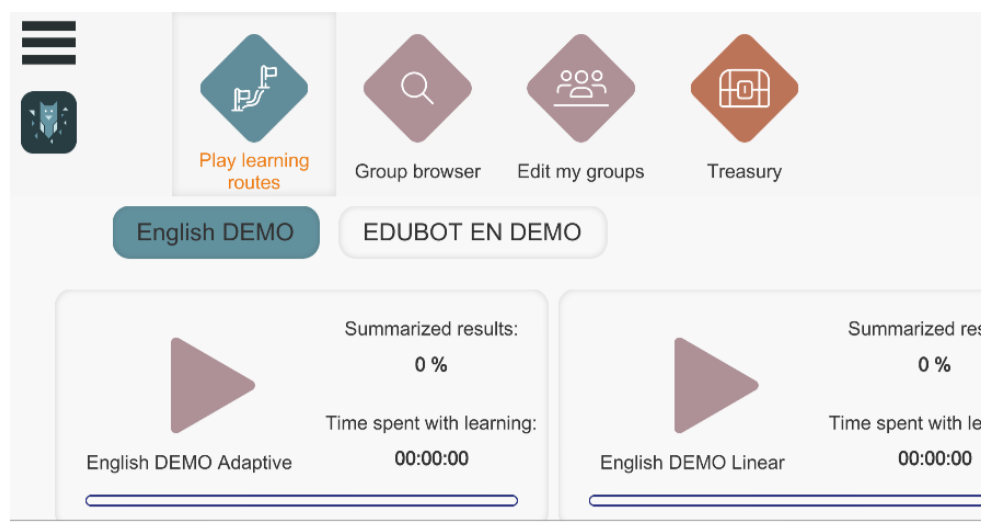 Play learning
routes
Group browser
Edit my groups
Treasury
English DEMO
EDUBOT EN DEMO
Summarized results:
0 %
Time spent with learning:
00:00:00
English DEMO Adaptive
Summarized res
0 %
Time spent with le
00:00:00
English DEMO Linear